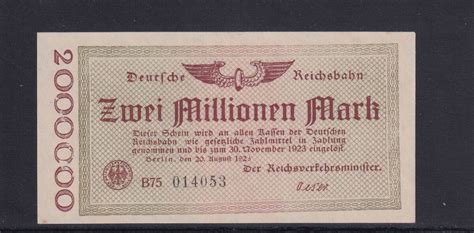 2000000
Deutsche Reichsbahn
Zwei Millionen Mark
Dieser Schein wird an allen Kassen der Deutschen
Reichsbahn wie gesetzliche Zahlmittel in Zahlung
genommen und bis zum 30. November 1923 eingelöst.
Berlin, den 20. August 1923
Der Reichsverkehrsminister.
B75 014053